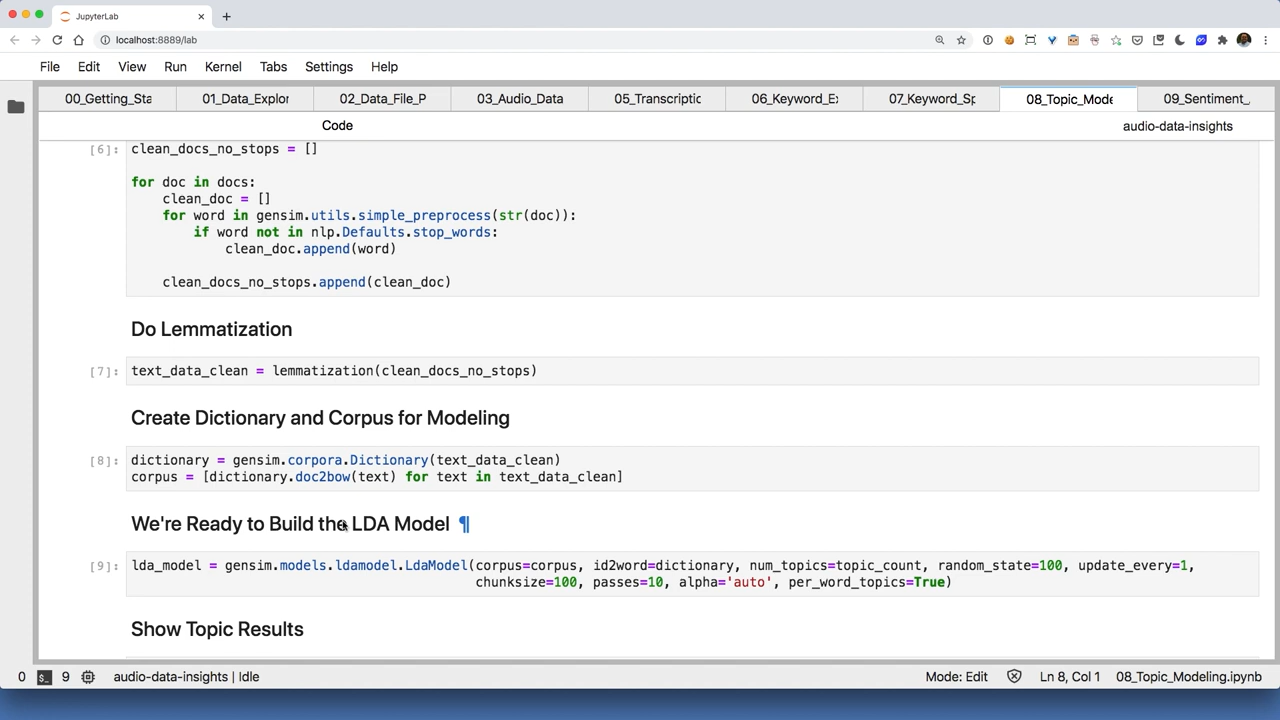 JupyterLab
localhost:8889/lab
File Edit View Run Kernel Tabs Settings Help
00_Getting_Sta 01_Data_Explor 02_Data_File_P 03_Audio_Data 05_Transcriptic 06_Keyword_Ex 07_Keyword_Sp 08_Topic_Mode 09_Sentiment_
Code audio-data-insights
[6]: clean_docs_no_stops = []
for doc in docs:
    clean_doc = []
    for word in gensim.utils.simple_preprocess(str(doc)):
        if word not in nlp.Defaults.stop_words:
            clean_doc.append(word)
    clean_docs_no_stops.append(clean_doc)
Do Lemmatization
[7]: text_data_clean = lemmatization(clean_docs_no_stops)
Create Dictionary and Corpus for Modeling
[8]: dictionary = gensim.corpora.Dictionary(text_data_clean)
corpus = [dictionary.doc2bow(text) for text in text_data_clean]
We're Ready to Build the LDA Model ¶
[9]: lda_model = gensim.models.ldamodel.LdaModel(corpus=corpus, id2word=dictionary, num_topics=topic_count, random_state=100, update_every=1,
chunksize=100, passes=10, alpha='auto', per_word_topics=True)
Show Topic Results
0 $_ 9 audio-data-insights | Idle Mode: Edit Ln 8, Col 1 08_Topic_Modeling.ipynb